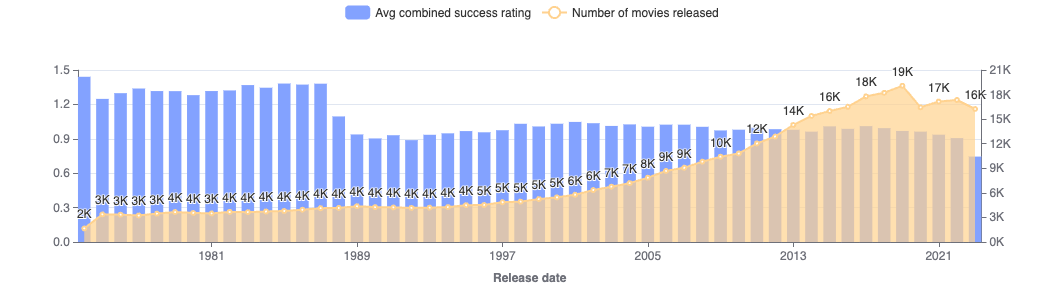 Avg combined success rating Number of movies released
1.5 21K
1.2 18K
0.9 15K
0.6 12K
0.3 9K
0.0 6K
3K
0K
2K 3K 3K 3K 3K 4K 4K 3K 4K 4K 4K 4K 4K 4K 4K 4K 4K 4K 4K 4K 4K 4K 5K 5K 5K 5K 5K 6K 6K 7K 7K 8K 9K 9K 10K 12K 14K 16K 18K 19K 17K 16K
1981 1989 1997 2005 2013 2021
Release date